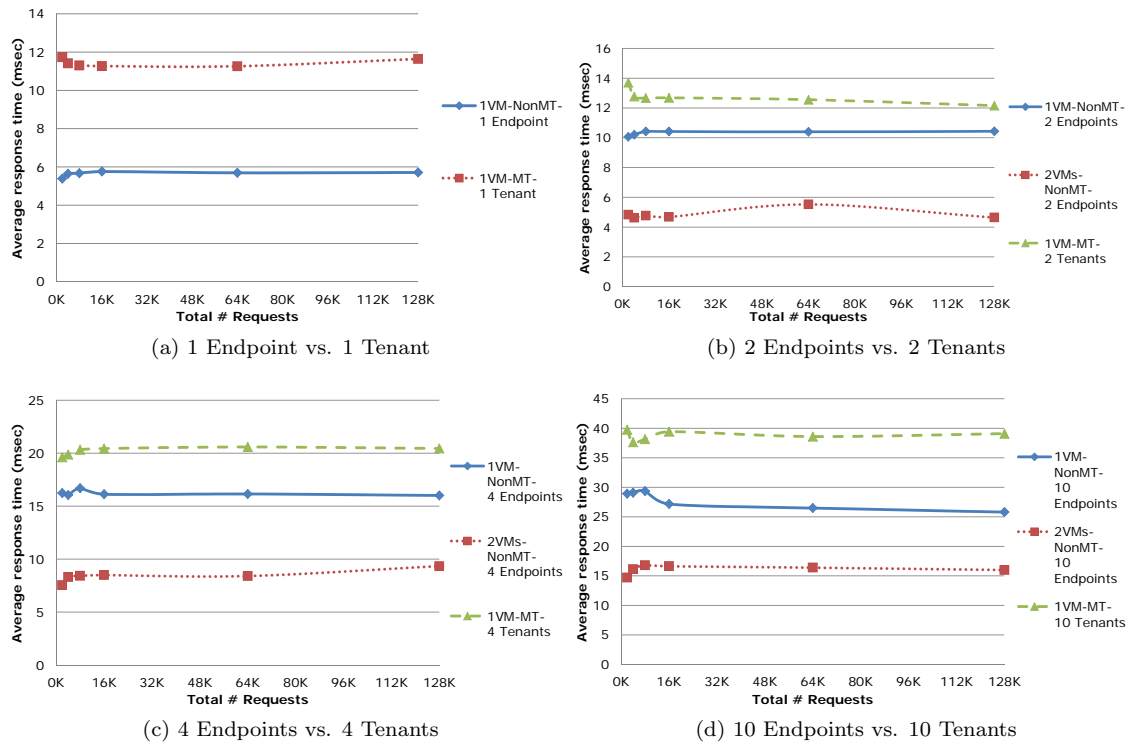 14
12
10
8
6
4
2
0
Average response time (msec)
0K 16K 32K 48K 64K 80K 96K 112K 128K
Total # Requests
1VM-NonMT-
1 Endpoint
1VM-MT-
1 Tenant
(a) 1 Endpoint vs. 1 Tenant
16
14
12
10
8
6
4
2
0
Average response time (msec)
0K 16K 32K 48K 64K 80K 96K 112K 128K
Total # Requests
1VM-NonMT-
2 Endpoints
2VMs-
NonMT-
2 Endpoints
1VM-MT-
2 Tenants
(b) 2 Endpoints vs. 2 Tenants
25
20
15
10
5
0
Average response time (msec)
0K 16K 32K 48K 64K 80K 96K 112K 128K
Total # Requests
1VM-
NonMT-
4 Endpoints
2VMs-
NonMT-
4 Endpoints
1VM-MT-
4 Tenants
(c) 4 Endpoints vs. 4 Tenants
45
40
35
30
25
20
15
10
5
0
Average response time (msec)
0K 16K 32K 48K 64K 80K 96K 112K 128K
Total # Requests
1VM-
NonMT-
10
Endpoints
2VMs-
NonMT-
10
Endpoints
1VM-MT-
10 Tenants
(d) 10 Endpoints vs. 10 Tenants